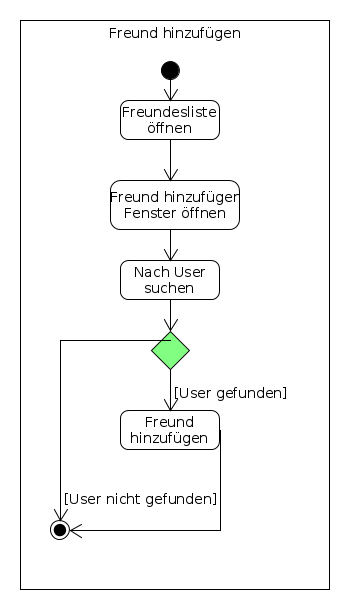 Freund hinzufügen
Freundesliste
öffnen
Freund hinzufügen
Fenster öffnen
Nach User
suchen
[User gefunden]
Freund
hinzufügen
[User nicht gefunden]